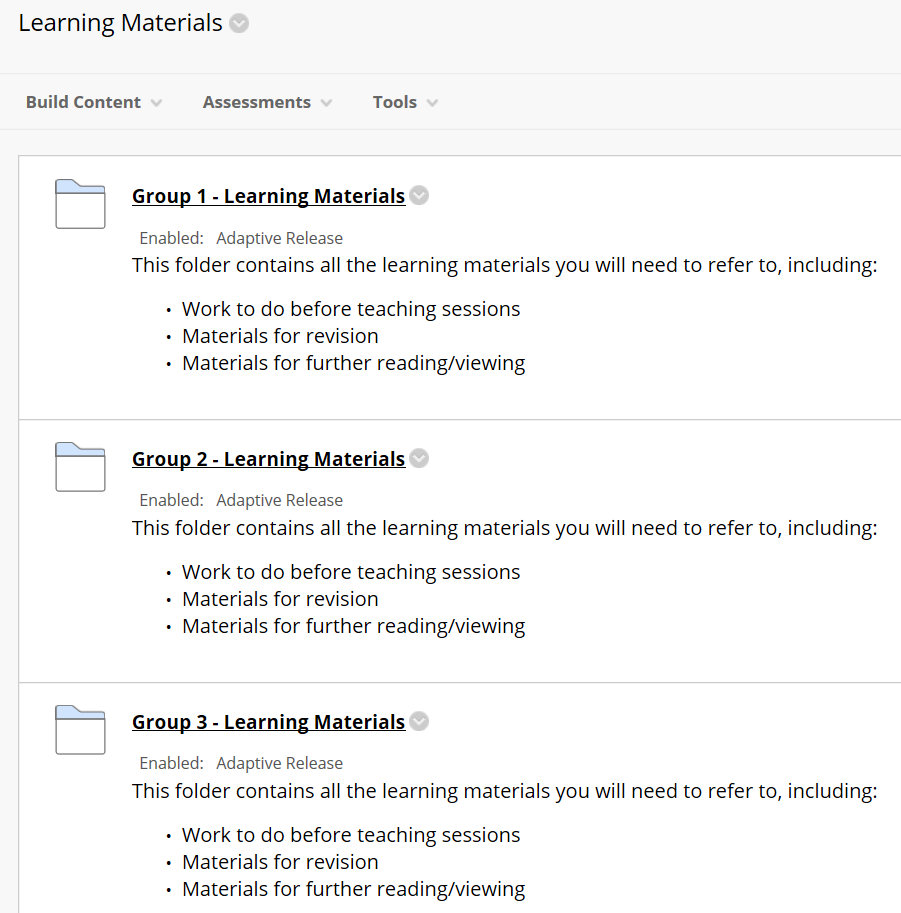 Learning Materials
Build Content Assessments Tools
Group 1 - Learning Materials
Enabled: Adaptive Release
This folder contains all the learning materials you will need to refer to, including:
• Work to do before teaching sessions
• Materials for revision
• Materials for further reading/viewing
Group 2 - Learning Materials
Enabled: Adaptive Release
This folder contains all the learning materials you will need to refer to, including:
• Work to do before teaching sessions
• Materials for revision
• Materials for further reading/viewing
Group 3 - Learning Materials
Enabled: Adaptive Release
This folder contains all the learning materials you will need to refer to, including:
• Work to do before teaching sessions
• Materials for revision
• Materials for further reading/viewing